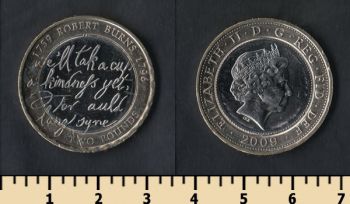 1759 ROBERT BURNS 1796
We'll tak a cup
a kindness yet,
for auld
lang syne
TWO POUNDS
ELIZABETH II D·G·REG·F·D·DEF
2009
1 2 3 4 5 6 7